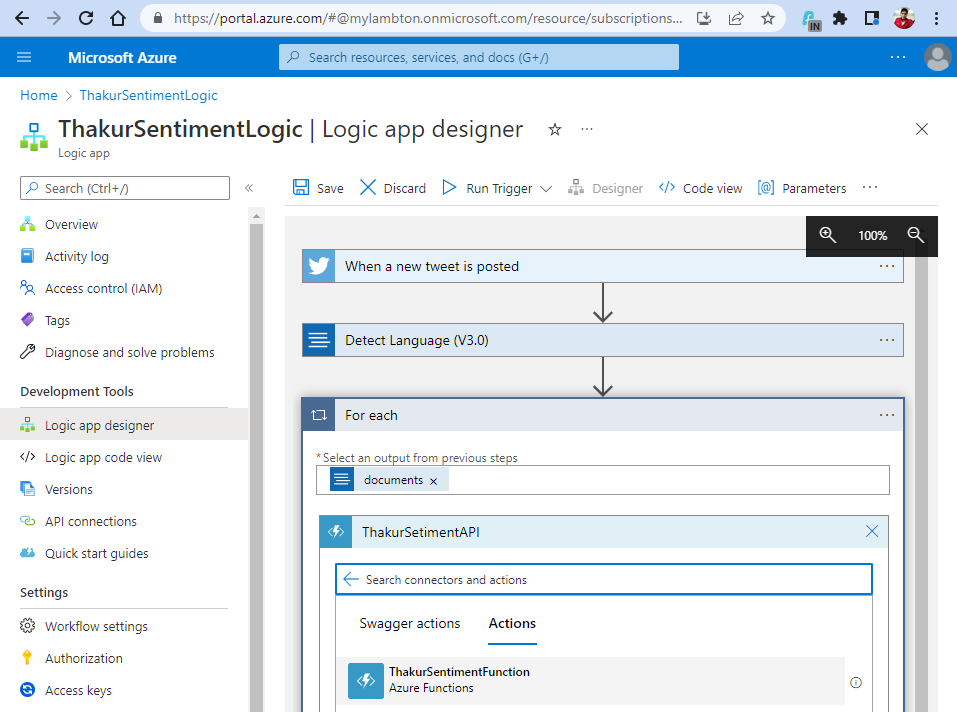 https://portal.azure.com/#@mylambton.onmicrosoft.com/resource/subscriptions...
IN
Microsoft Azure
Search resources, services, and docs (G+/)
Home > ThakurSentimentLogic
ThakurSentimentLogic | Logic app designer
Logic app
Search (Ctrl+/)
«
Save
Discard
Run Trigger
Designer
Code view
Parameters
Overview
Activity log
Access control (IAM)
Tags
Diagnose and solve problems
Development Tools
Logic app designer
Logic app code view
Versions
API connections
Quick start guides
Settings
Workflow settings
Authorization
Access keys
100%
When a new tweet is posted
Detect Language (V3.0)
For each
*Select an output from previous steps
documents ×
ThakurSetimentAPI
Search connectors and actions
Swagger actions
Actions
ThakurSentimentFunction
Azure Functions